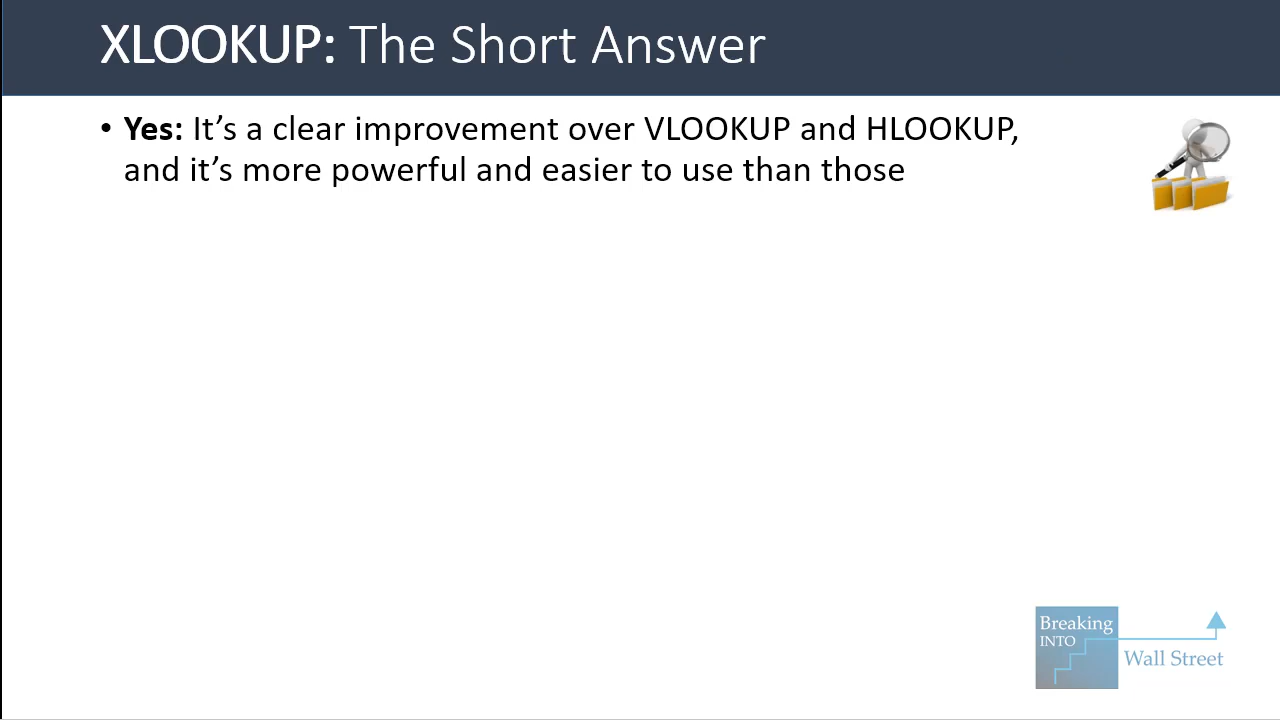 XLOOKUP: The Short Answer
• Yes: It’s a clear improvement over VLOOKUP and HLOOKUP,
and it’s more powerful and easier to use than those
Breaking
INTO
Wall Street